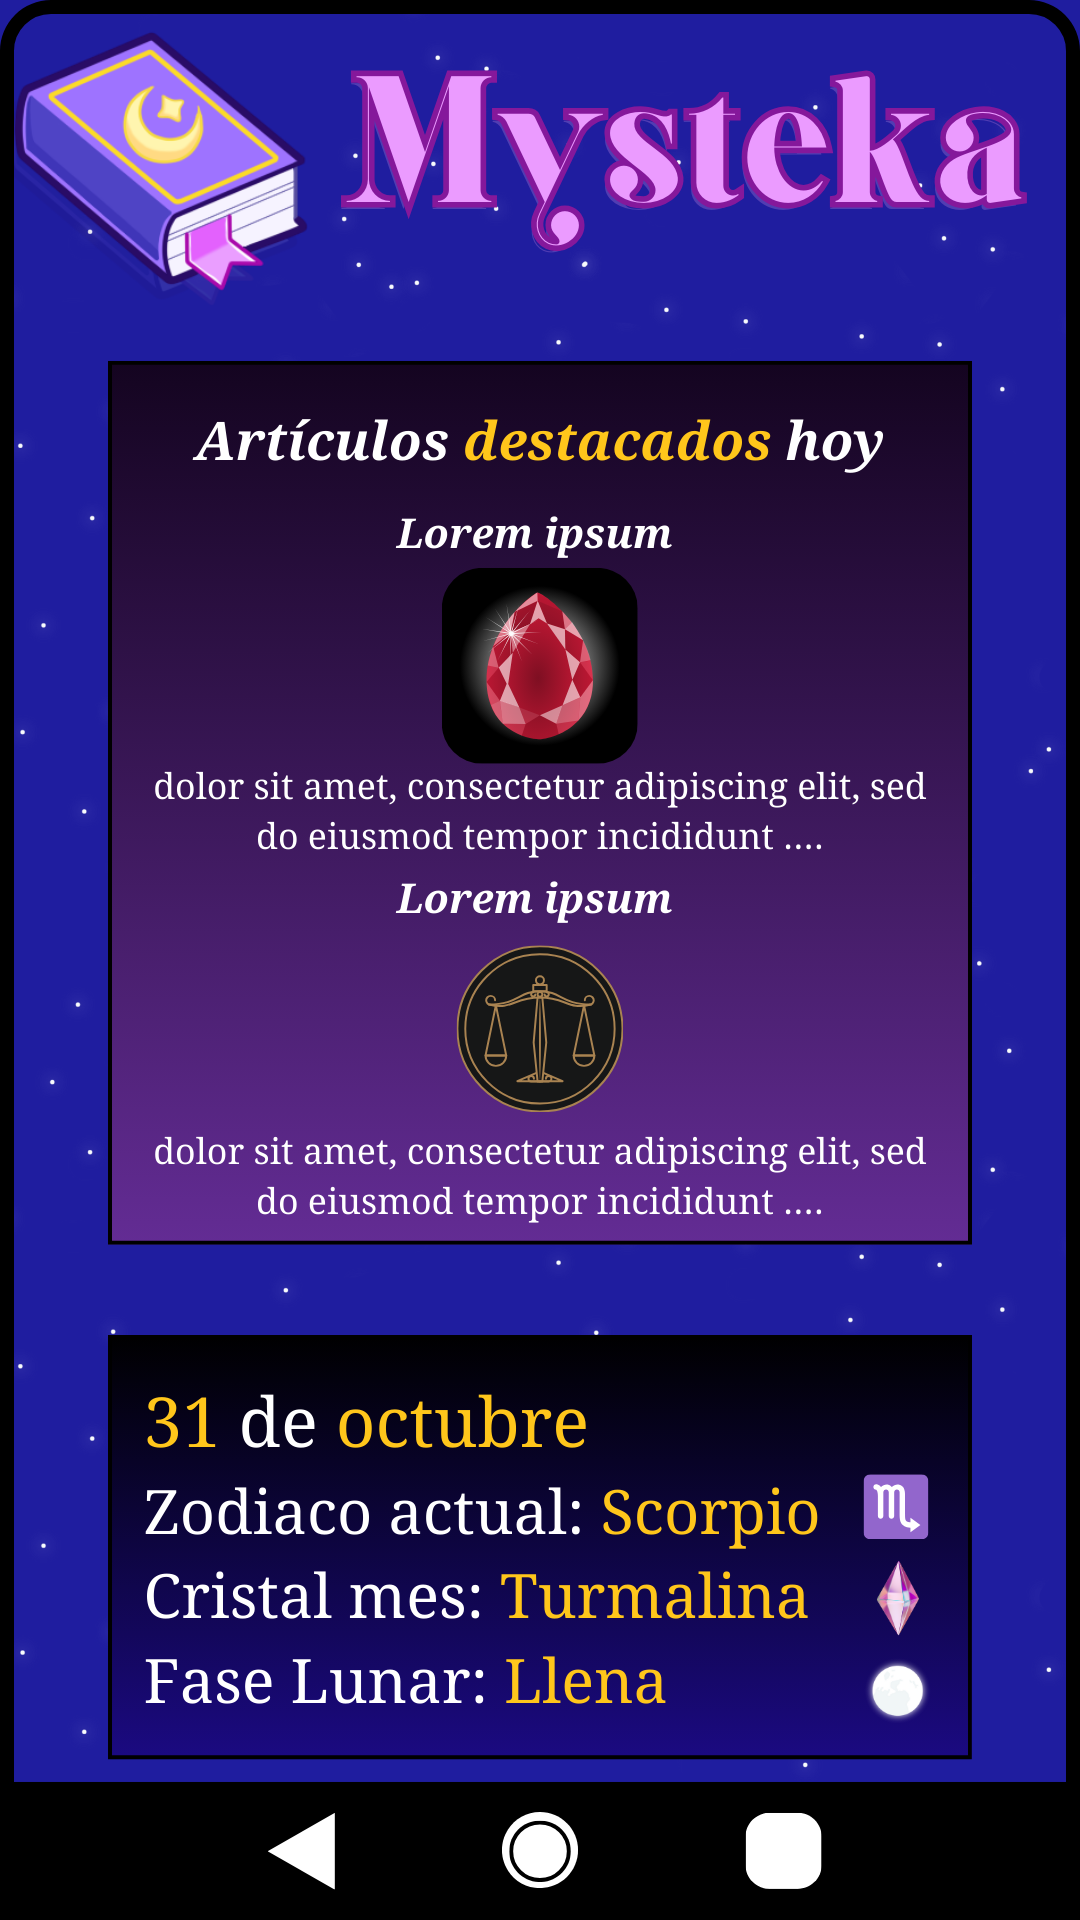 Mysteka
Artículos destacados hoy
Lorem ipsum
dolor sit amet, consectetur adipiscing elit, sed
do eiusmod tempor incididunt ....
Lorem ipsum
dolor sit amet, consectetur adipiscing elit, sed
do eiusmod tempor incididunt ....
31 de octubre
Zodiaco actual: Scorpio ♏
Cristal mes: Turmalina
Fase Lunar: Llena